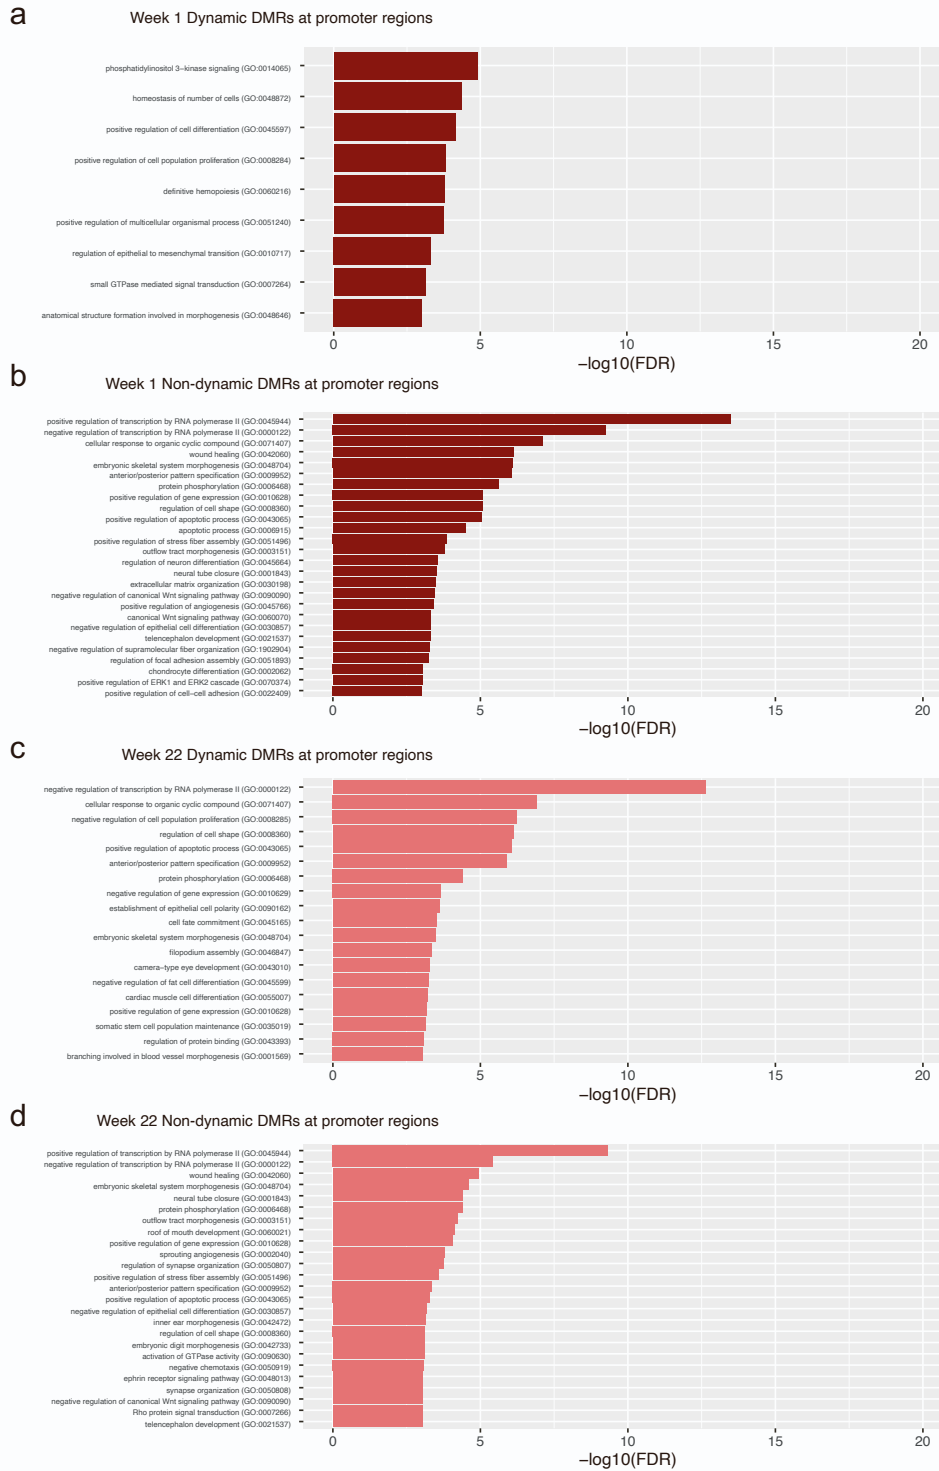 a
Week 1 Dynamic DMRs at promoter regions
phosphatidylinositol 3−kinase signaling (GO:0014065)
homeostasis of number of cells (GO:0048872)
positive regulation of cell differentiation (GO:0045597)
positive regulation of cell population proliferation (GO:0008284)
definitive hemopoiesis (GO:0060216)
positive regulation of multicellular organismal process (GO:0051240)
regulation of epithelial to mesenchymal transition (GO:0010717)
small GTPase mediated signal transduction (GO:0007264)
anatomical structure formation involved in morphogenesis (GO:0048646)
0 5 10 15 20
−log10(FDR)
b
Week 1 Non-dynamic DMRs at promoter regions
positive regulation of transcription by RNA polymerase II (GO:0045944)
negative regulation of transcription by RNA polymerase II (GO:0000122)
cellular response to organic cyclic compound (GO:0071407)
wound healing (GO:0042060)
embryonic skeletal system morphogenesis (GO:0048704)
anterior/posterior pattern specification (GO:0009952)
protein phosphorylation (GO:0006468)
positive regulation of gene expression (GO:0010628)
regulation of cell shape (GO:0008360)
positive regulation of apoptotic process (GO:0043065)
apoptotic process (GO:0006915)
positive regulation of stress fiber assembly (GO:0051496)
outflow tract morphogenesis (GO:0003151)
regulation of neuron differentiation (GO:0045664)
neural tube closure (GO:0001843)
extracellular matrix organization (GO:0030198)
negative regulation of canonical Wnt signaling pathway (GO:0090090)
positive regulation of angiogenesis (GO:0045766)
canonical Wnt signaling pathway (GO:0060070)
negative regulation of epithelial cell differentiation (GO:0030857)
telencephalon development (GO:0021537)
negative regulation of supramolecular fiber organization (GO:1902904)
regulation of focal adhesion assembly (GO:0051893)
chondrocyte differentiation (GO:0002062)
positive regulation of ERK1 and ERK2 cascade (GO:0070374)
positive regulation of cell−cell adhesion (GO:0022409)
0 5 10 15 20
−log10(FDR)
c
Week 22 Dynamic DMRs at promoter regions
negative regulation of transcription by RNA polymerase II (GO:0000122)
cellular response to organic cyclic compound (GO:0071407)
negative regulation of cell population proliferation (GO:0008285)
regulation of cell shape (GO:0008360)
positive regulation of apoptotic process (GO:0043065)
anterior/posterior pattern specification (GO:0009952)
protein phosphorylation (GO:0006468)
negative regulation of gene expression (GO:0010629)
establishment of epithelial cell polarity (GO:0090162)
cell fate commitment (GO:0045165)
embryonic skeletal system morphogenesis (GO:0048704)
filopodium assembly (GO:0046847)
camera−type eye development (GO:0043010)
negative regulation of fat cell differentiation (GO:0045599)
cardiac muscle cell differentiation (GO:0055007)
positive regulation of gene expression (GO:0010628)
somatic stem cell population maintenance (GO:0035019)
regulation of protein binding (GO:0043393)
branching involved in blood vessel morphogenesis (GO:0001569)
0 5 10 15 20
−log10(FDR)
d
Week 22 Non-dynamic DMRs at promoter regions
positive regulation of transcription by RNA polymerase II (GO:0045944)
negative regulation of transcription by RNA polymerase II (GO:0000122)
wound healing (GO:0042060)
embryonic skeletal system morphogenesis (GO:0048704)
neural tube closure (GO:0001843)
protein phosphorylation (GO:0006468)
outflow tract morphogenesis (GO:0003151)
roof of mouth development (GO:0060021)
positive regulation of gene expression (GO:0010628)
sprouting angiogenesis (GO:0002040)
regulation of synapse organization (GO:0050807)
positive regulation of stress fiber assembly (GO:0051496)
anterior/posterior pattern specification (GO:0009952)
positive regulation of apoptotic process (GO:0043065)
negative regulation of epithelial cell differentiation (GO:0030857)
inner ear morphogenesis (GO:0042472)
regulation of cell shape (GO:0008360)
embryonic digit morphogenesis (GO:0042733)
activation of GTPase activity (GO:0090630)
negative chemotaxis (GO:0050919)
ephrin receptor signaling pathway (GO:0048013)
synapse organization (GO:0050808)
negative regulation of canonical Wnt signaling pathway (GO:0090090)
Rho protein signal transduction (GO:0007266)
telencephalon development (GO:0021537)
0 5 10 15 20
−log10(FDR)